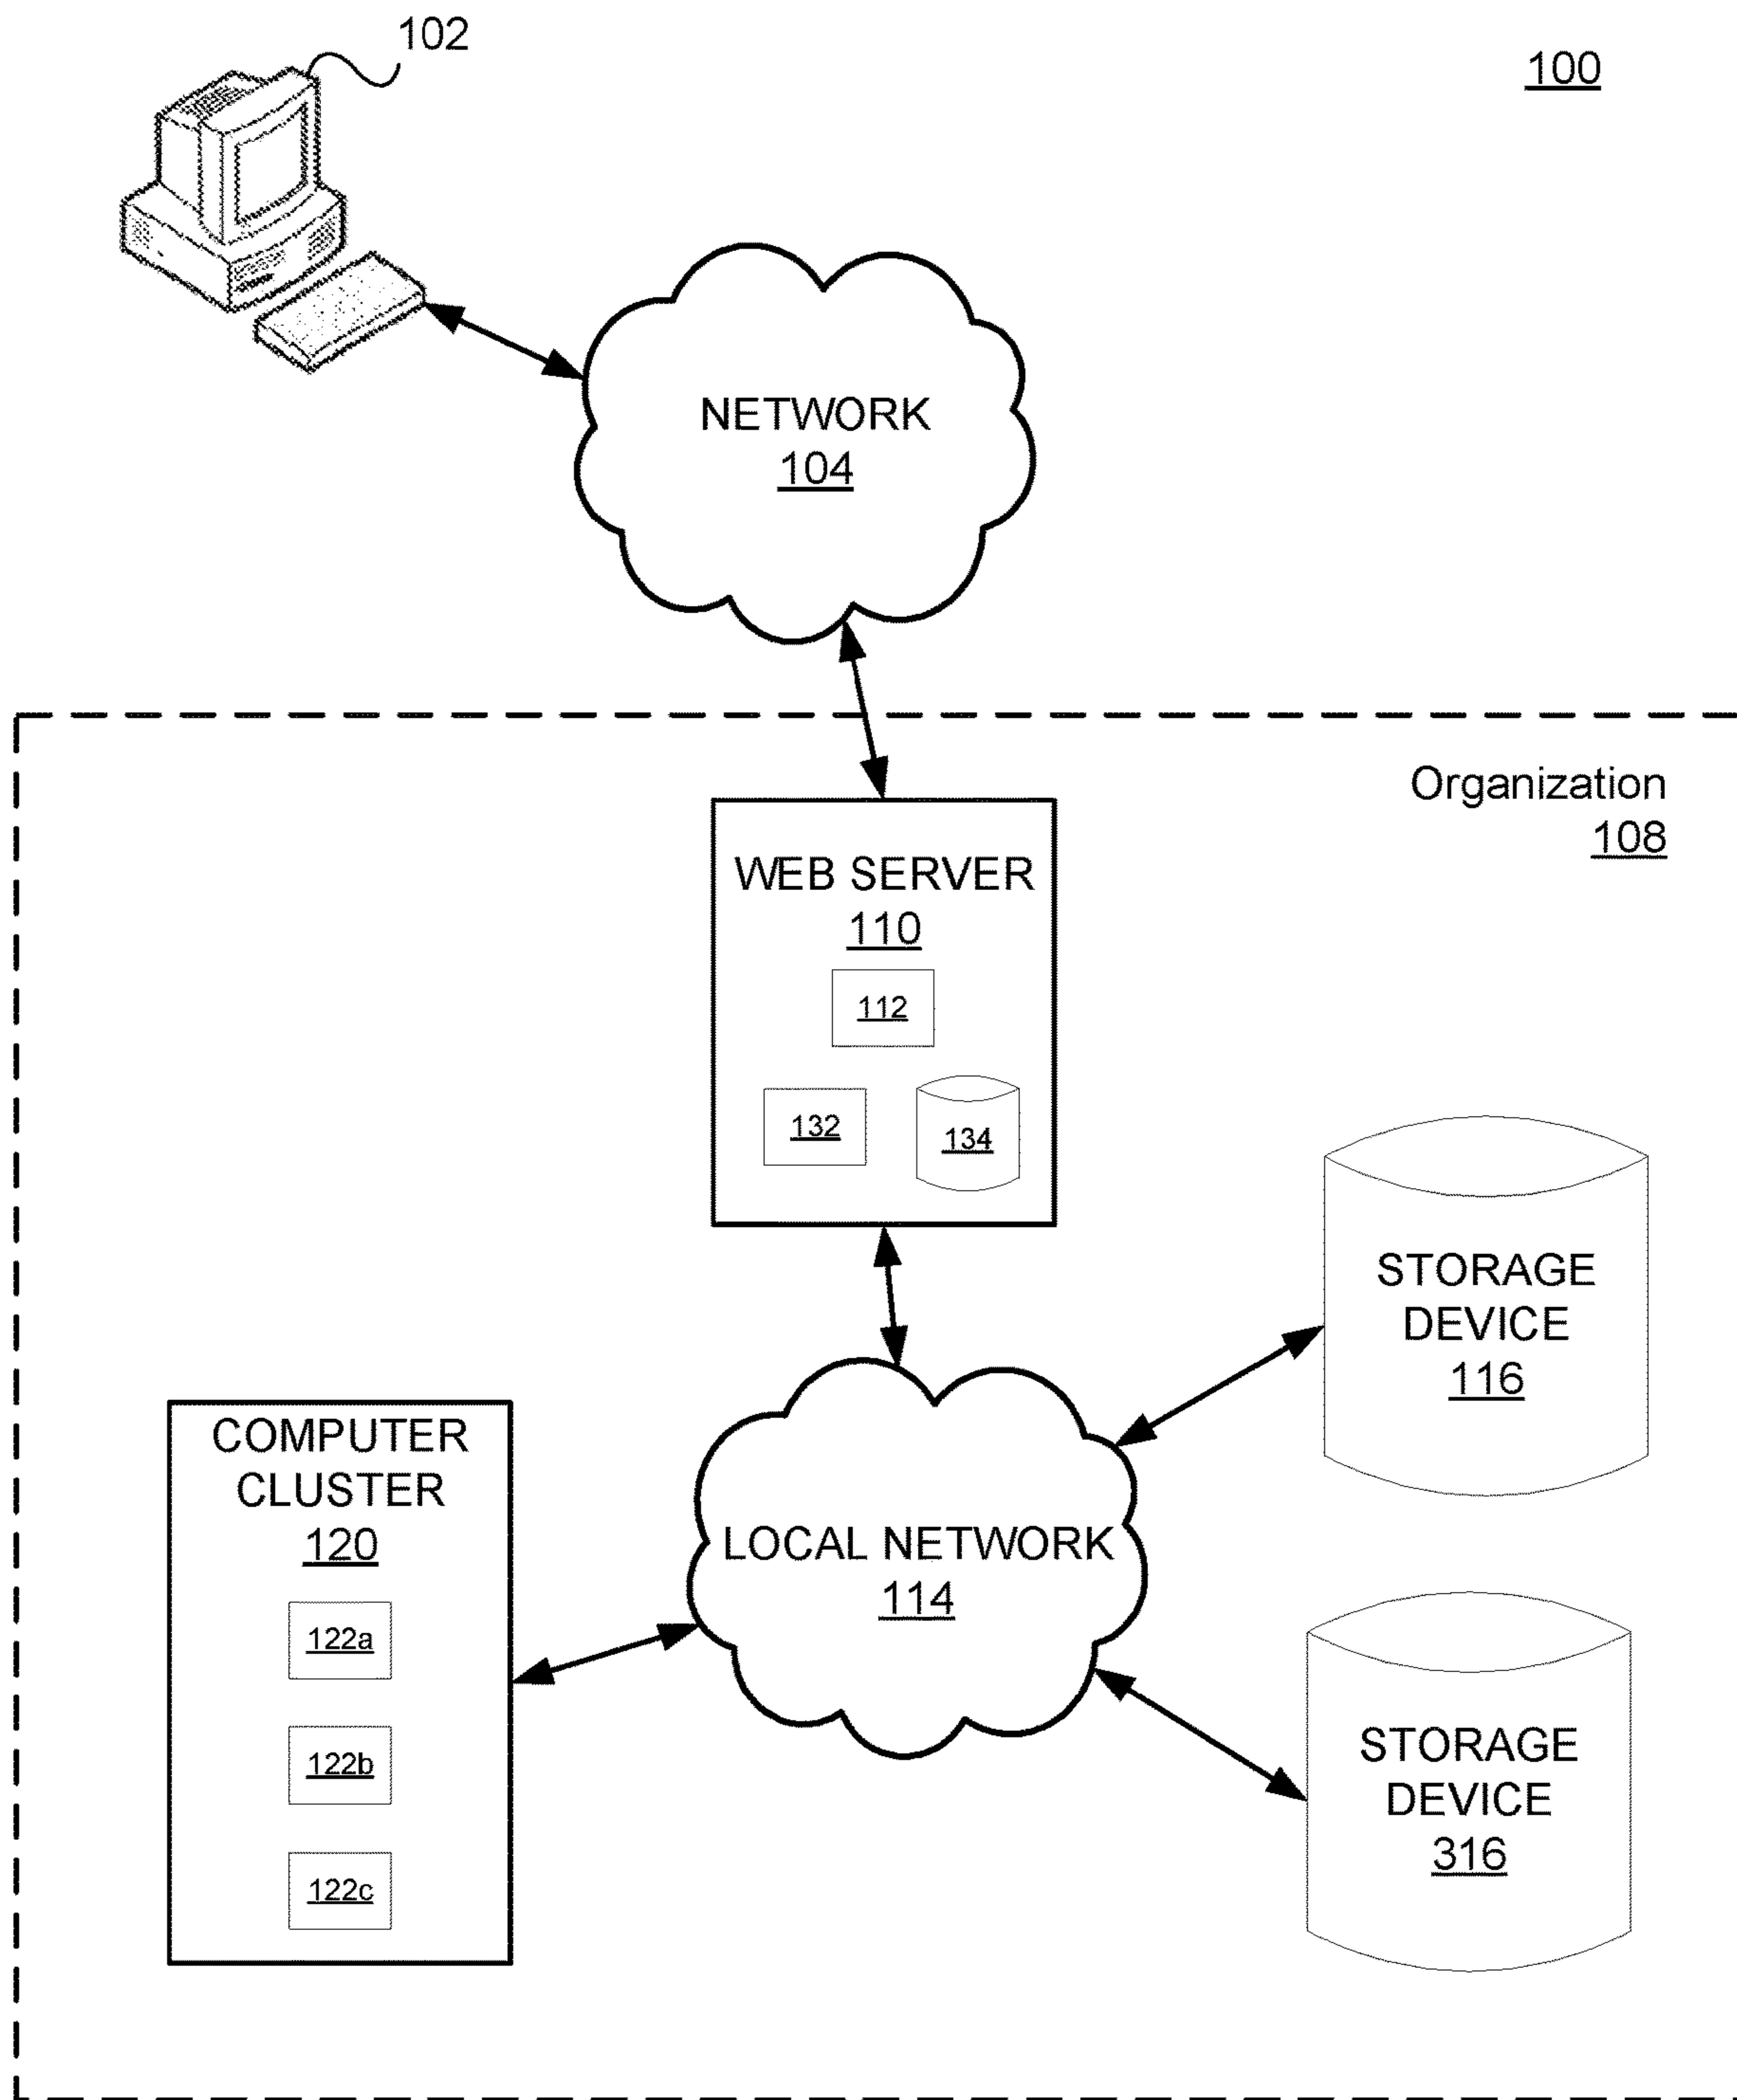 102
100
NETWORK
104
Organization
108
WEB SERVER
110
112
132
134
STORAGE
DEVICE
116
COMPUTER
CLUSTER
120
LOCAL NETWORK
114
122a
122b
122c
STORAGE
DEVICE
316